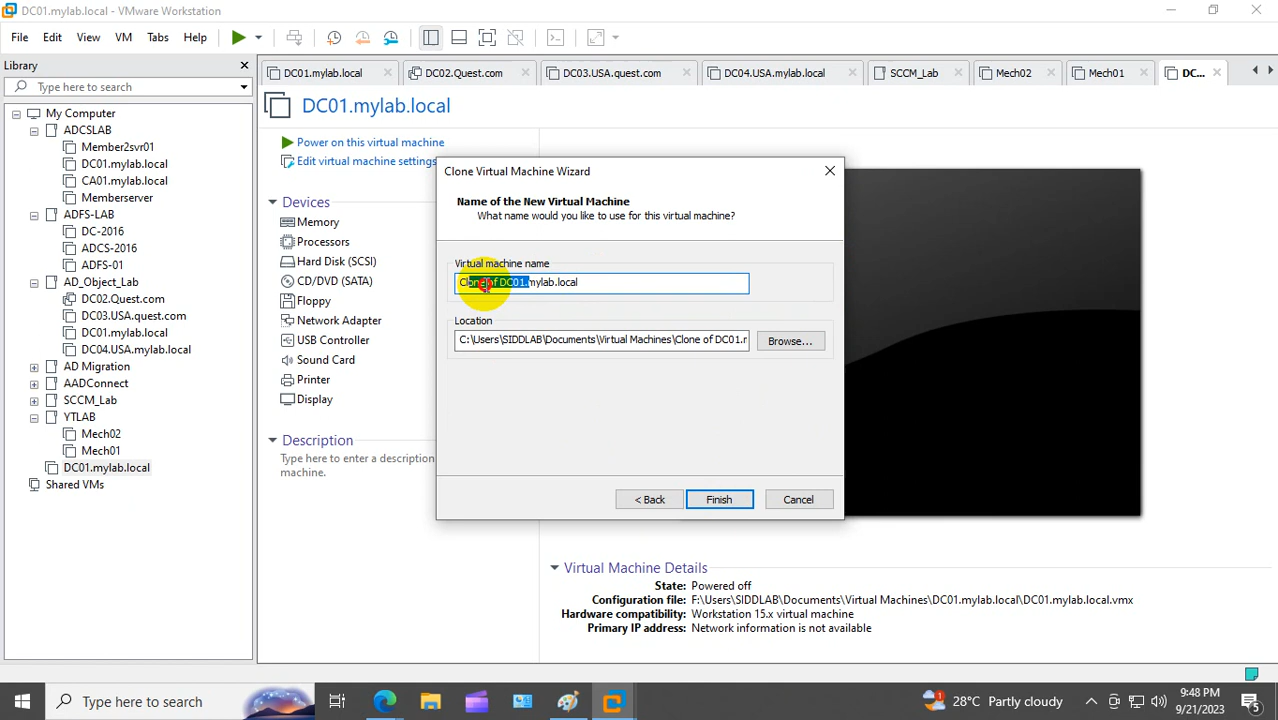 DC01.mylab.local - VMware Workstation
File Edit View VM Tabs Help
Library
Type here to search
My Computer
ADCSLAB
Member2svr01
DC01.mylab.local
CA01.mylab.local
Memberserver
ADFS-LAB
DC-2016
ADCS-2016
ADFS-01
AD_Object_Lab
DC02.Quest.com
DC03.USA.quest.com
DC01.mylab.local
DC04.USA.mylab.local
AD Migration
AADConnect
SCCM_Lab
YTLAB
Mech02
Mech01
DC01.mylab.local
Shared VMs
DC01.mylab.local DC02.Quest.com DC03.USA.quest.com DC04.USA.mylab.local SCCM_Lab Mech02 Mech01 DC...
DC01.mylab.local
Power on this virtual machine
Edit virtual machine settings
Devices
Memory
Processors
Hard Disk (SCSI)
CD/DVD (SATA)
Floppy
Network Adapter
USB Controller
Sound Card
Printer
Display
Description
Type here to enter a description
machine.
Clone Virtual Machine Wizard
Name of the New Virtual Machine
What name would you like to use for this virtual machine?
Virtual machine name
Clone of DC01.mylab.local
Location
C:\Users\SIDDLAB\Documents\Virtual Machines\Clone of DC01.r
Browse...
< Back Finish Cancel
Virtual Machine Details
State: Powered off
Configuration file: F:\Users\SIDDLAB\Documents\Virtual Machines\DC01.mylab.local\DC01.mylab.local.vmx
Hardware compatibility: Workstation 15.x virtual machine
Primary IP address: Network information is not available
Type here to search
1
28°C Partly cloudy
9:48 PM
9/21/2023
5